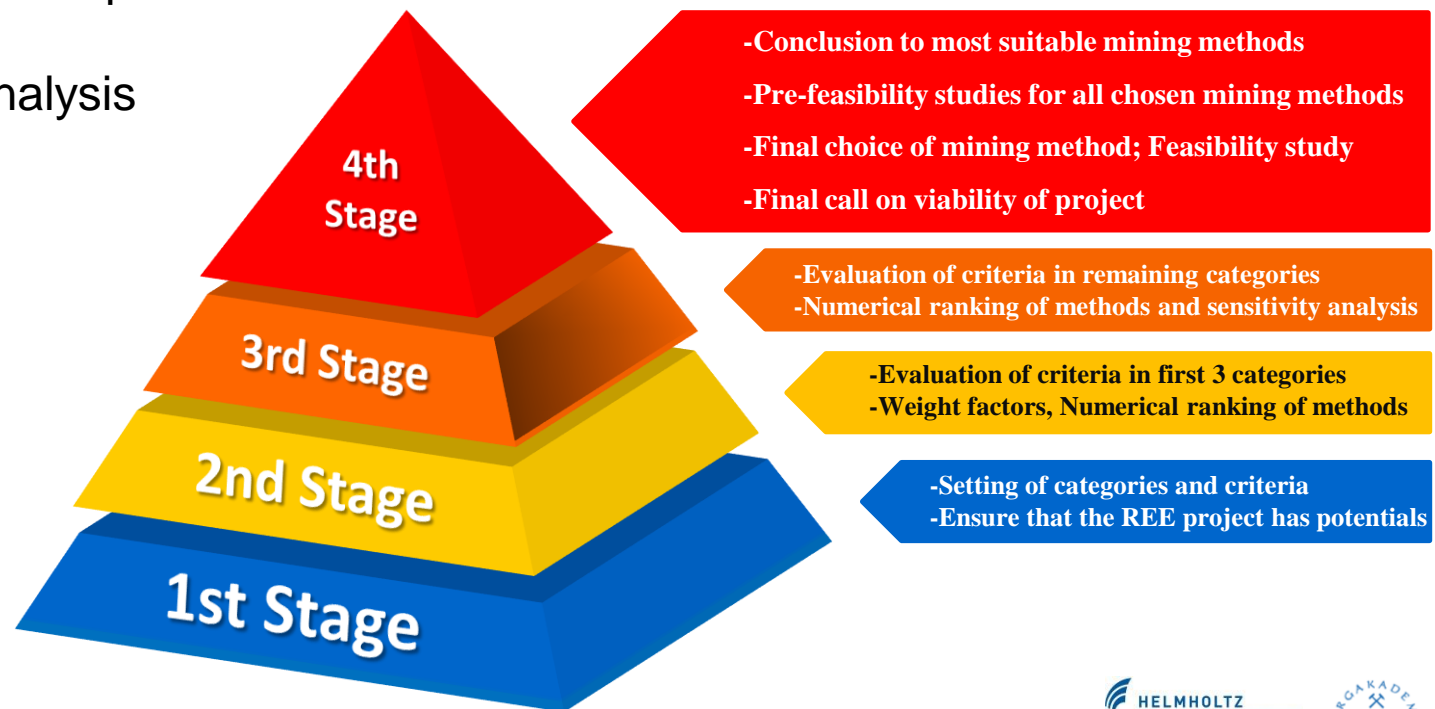 nalysis
4th
Stage
3rd Stage
2nd Stage
1st Stage
-Conclusion to most suitable mining methods
-Pre-feasibility studies for all chosen mining methods
-Final choice of mining method; Feasibility study
-Final call on viability of project
-Evaluation of criteria in remaining categories
-Numerical ranking of methods and sensitivity analysis
-Evaluation of criteria in first 3 categories
-Weight factors, Numerical ranking of methods
-Setting of categories and criteria
-Ensure that the REE project has potentials
HELMHOLTZ
RGAKADE